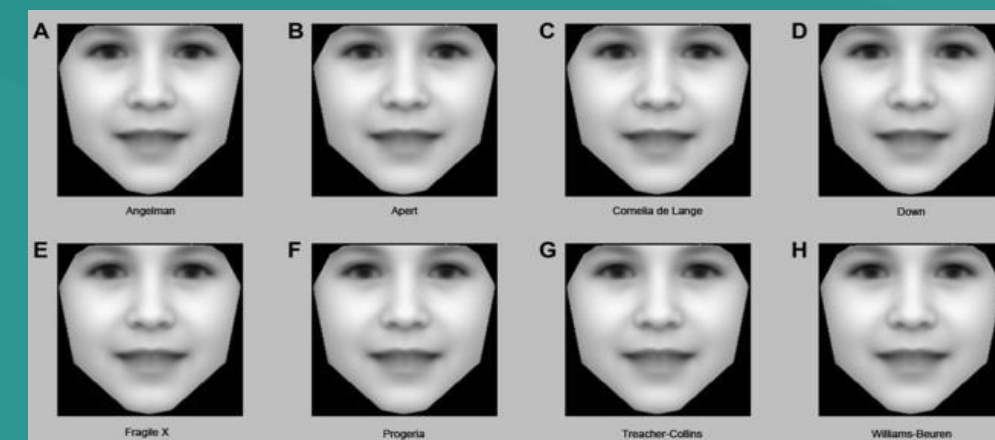 A B C D
Angelman Apert Cornelia de Lange Down
E F G H
Fragile X Progeria Treacher-Collins Williams-Beuren